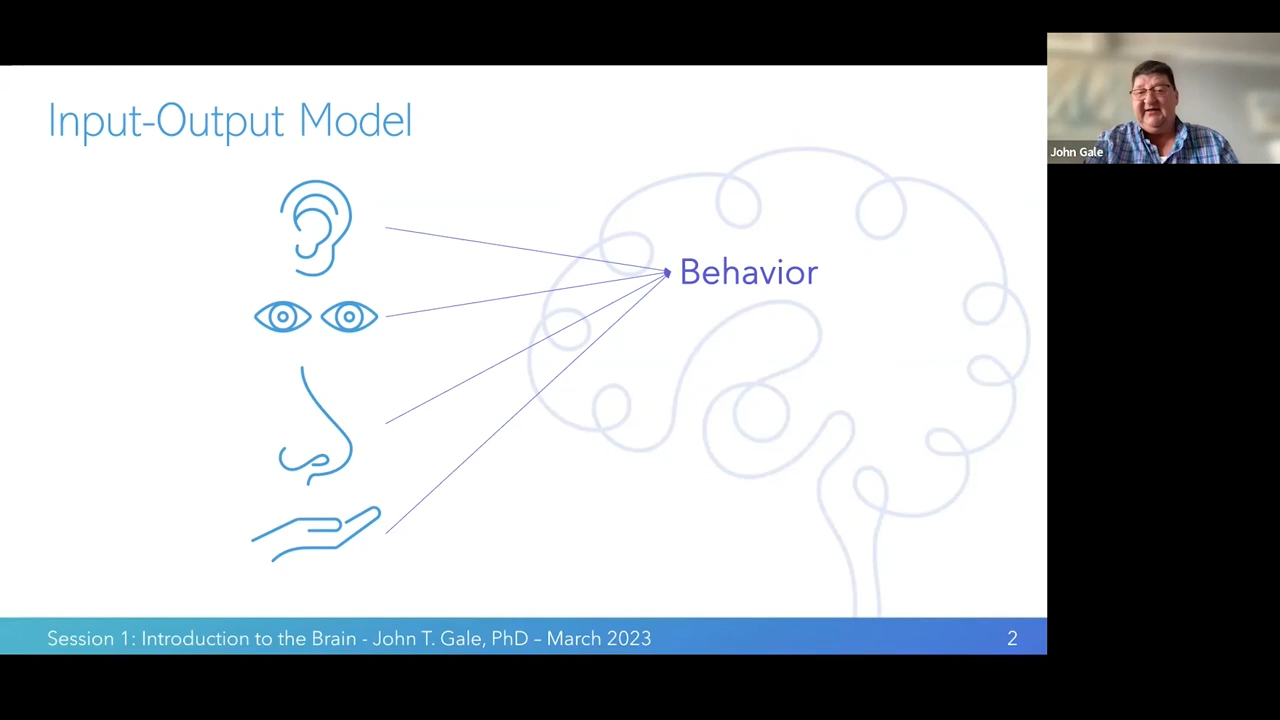 Input-Output Model
John Gale
Behavior
Session 1: Introduction to the Brain - John T. Gale, PhD – March 2023
2